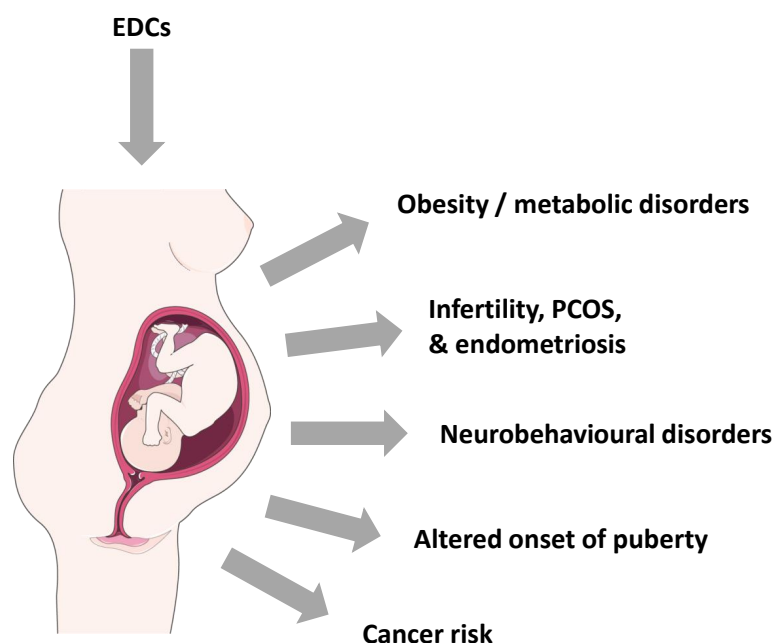 EDCs
Obesity / metabolic disorders
Infertility, PCOS,
& endometriosis
Neurobehavioural disorders
Altered onset of puberty
Cancer risk